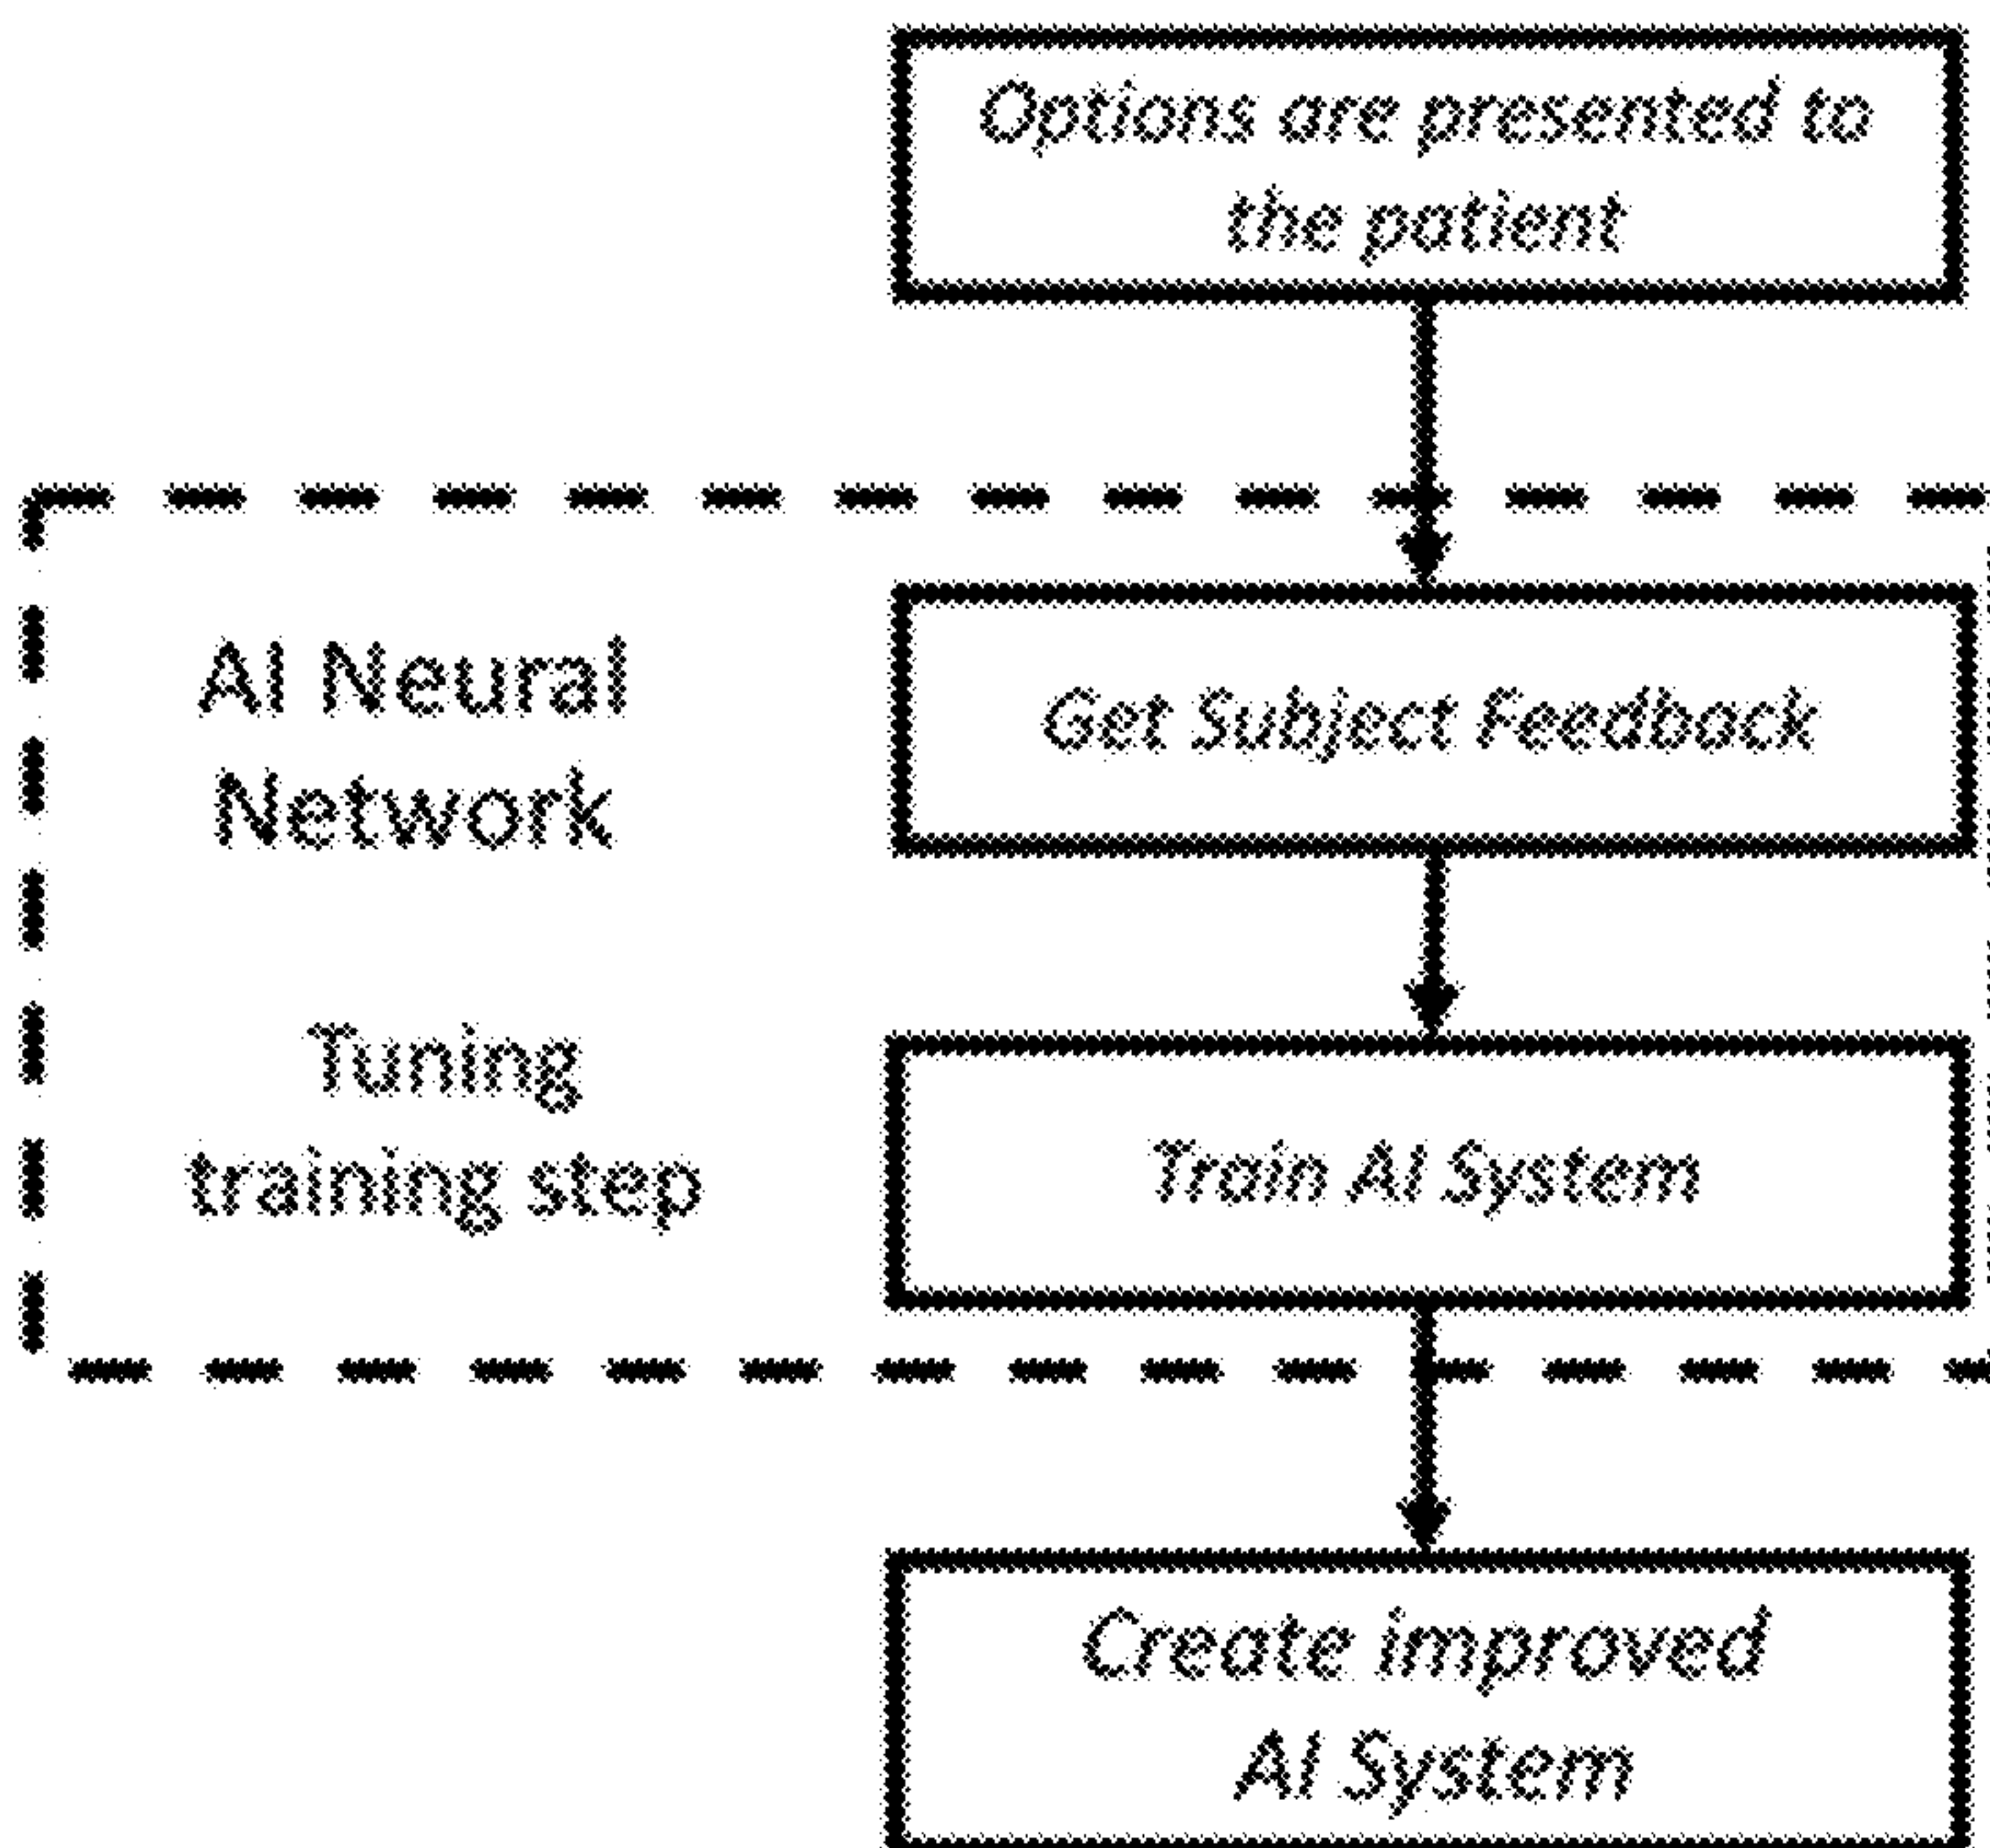 Options are presented to
the patient
AI Neural
Network
Get Subject Feedback
Tuning
training step
Train AI System
Create improved
AI System